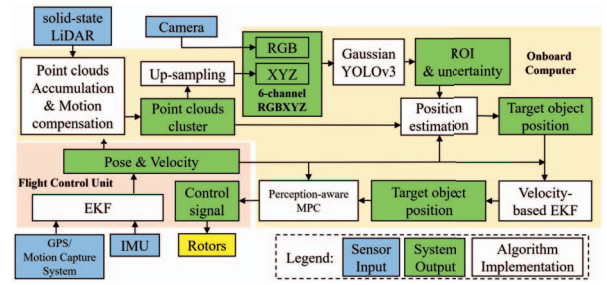 solid-state
LiDAR
Camera
RGB
XYZ
6-channel
RGBXYZ
Gaussian
YOLOv3
ROI
& uncertainty
Onboard
Computer
Point clouds
Accumulation
& Motion
compensation
Up-sampling
Point clouds
cluster
Position
estimation
Target object
position
Pose & Velocity
Flight Control Unit
EKF
Control
signal
Perception-aware
MPC
Target object
position
Velocity-
based EKF
GPS/
Motion Capture
System
IMU
Rotors
Legend:
Sensor
Input
System
Output
Algorithm
Implementation